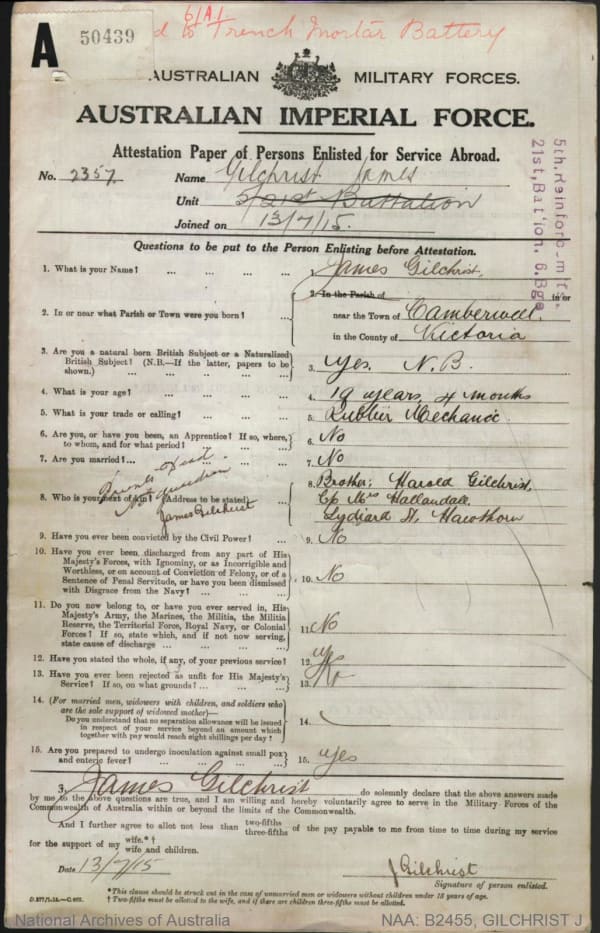 A 50439
to Trench Mortar Battery
AUSTRALIAN MILITARY FORCES.
AUSTRALIAN IMPERIAL FORCE.
Attestation Paper of Persons Enlisted for Service Abroad.
No. 2357 Name Gilchrist James
Unit 5/21st Battalion
Joined on 13/7/15.
5th. Reinforc-m'ts.
21st. Bat'ion. 6. Bge
Questions to be put to the Person Enlisting before Attestation.
1. What is your Name? ... ... ... ... 1. James Gilchrist.
2. In or near what Parish or Town were you born? ... 2. In the Parish of in or
near the Town of Camberwell.
in the County of Victoria
3. Are you a natural born British Subject or a Naturalized
British Subject? (N.B.—If the latter, papers to be
shown.) ... ... ... ... 3. Yes. N.B.
4. What is your age? ... ... ... ... 4. 19 years, 4 months
5. What is your trade or calling? ... ... ... 5. Rubber Mechanic.
6. Are you, or have you been, an Apprentice? If so, where,
to whom, and for what period? ... ... 6. No
7. Are you married? ... ... 7. No
Parents dead.
No guardian
James Gilchrist
8. Who is your next of kin? (Address to be stated) 8. Brother; Harold Gilchrist,
C/o Mrs Hallandall,
Lydiard St, Hawthorn
9. Have you ever been convicted by the Civil Power? ... 9. No
10. Have you ever been discharged from any part of His
Majesty's Forces, with Ignominy, or as Incorrigible and
Worthless, or on account of Conviction of Felony, or of a
Sentence of Penal Servitude, or have you been dismissed
with Disgrace from the Navy? ... ... 10. No
11. Do you now belong to, or have you ever served in, His
Majesty's Army, the Marines, the Militia, the Militia
Reserve, the Territorial Force, Royal Navy, or Colonial
Forces? If so, state which, and if not now serving,
state cause of discharge ... ... ... 11. No
12. Have you stated the whole, if any, of your previous service? 12. yes
13. Have you ever been rejected as unfit for His Majesty's
Service? If so, on what grounds? ... ... 13. No
14. (For married men, widowers with children, and soldiers who
are the sole support of widowed mother)—
Do you understand that no separation allowance will be issued
in respect of your service beyond an amount which
together with pay would reach eight shillings per day? 14.
15. Are you prepared to undergo inoculation against small pox
and enteric fever? ... ... ... 15. yes
I, James Gilchrist do solemnly declare that the above answers made
by me to the above questions are true, and I am willing and hereby voluntarily agree to serve in the Military Forces of the
Commonwealth of Australia within or beyond the limits of the Commonwealth.
And I further agree to allot not less than two-fifths three-fifths of the pay payable to me from time to time during my service
for the support of my wife.*† wife and children.
Date 13/7/15
J Gilchrist
Signature of person enlisted.
*This clause should be struck out in the case of unmarried men or widowers without children under 18 years of age.
† Two-fifths must be allotted to the wife, and if there are children three-fifths must be allotted.
National Archives of Australia NAA: B2455, GILCHRIST J